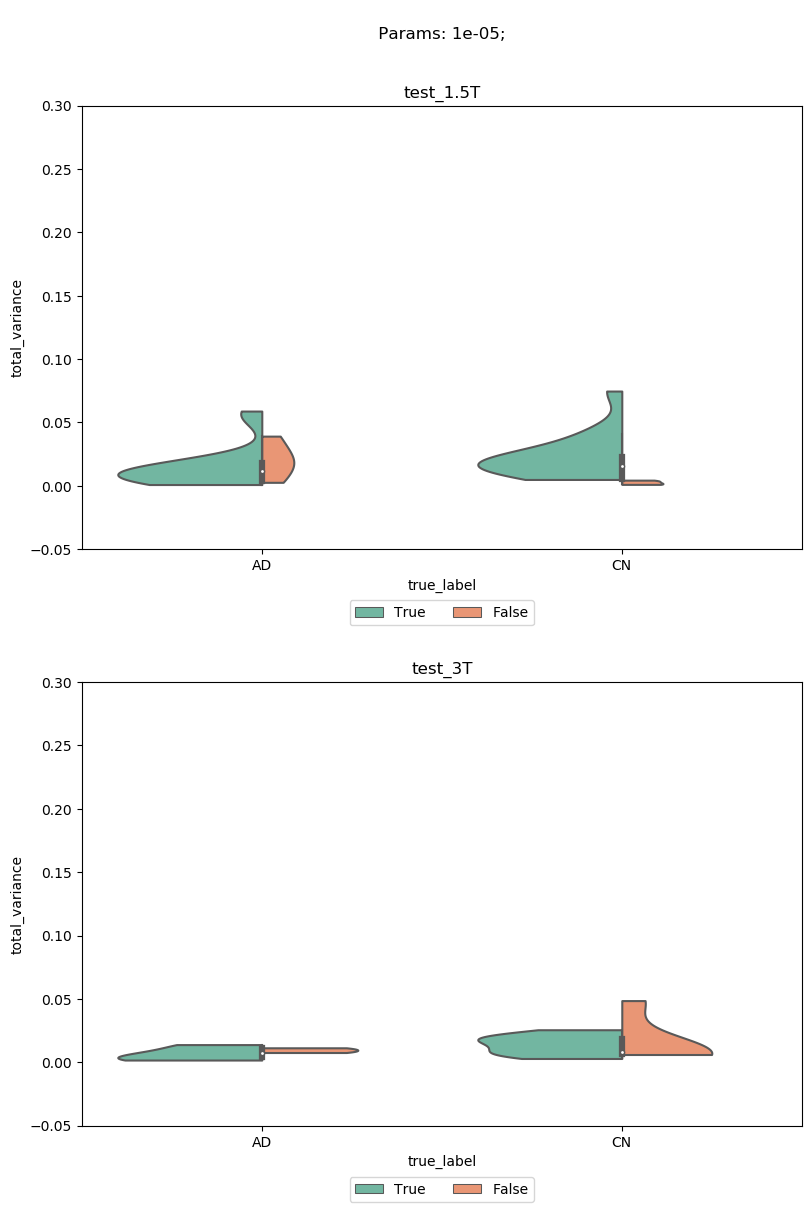 Params: 1e-05;
test_1.5T
0.30
0.25
0.20
0.15
0.10
0.05
0.00
−0.05
total_variance
AD CN
true_label
True False
test_3T
0.30
0.25
0.20
0.15
0.10
0.05
0.00
−0.05
total_variance
AD CN
true_label
True False